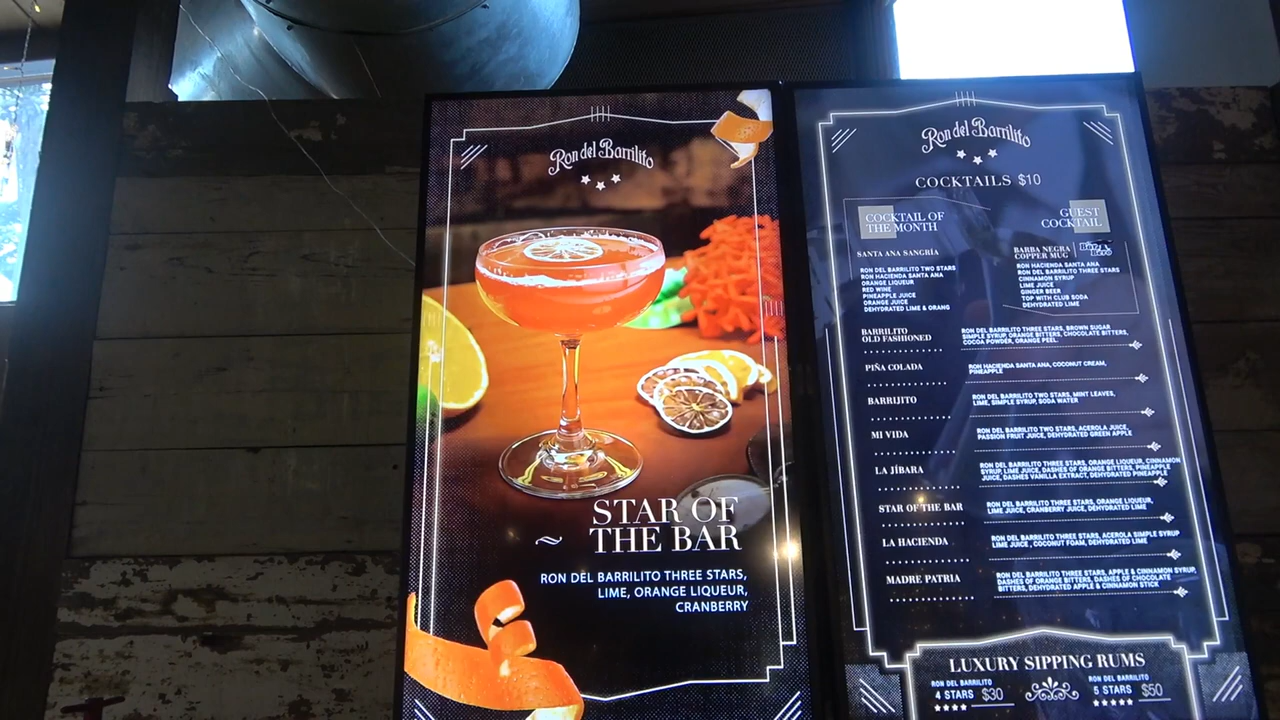 Ron del Barrilito
STAR OF
THE BAR
RON DEL BARRILITO THREE STARS,
LIME, ORANGE LIQUEUR,
CRANBERRY
Ron del Barrilito
COCKTAILS $10
COCKTAIL OF
THE MONTH
SANTA ANA SANGRÍA
RON DEL BARRILITO TWO STARS
RON HACIENDA SANTA ANA
ORANGE LIQUEUR
RED WINE
PINEAPPLE JUICE
ORANGE JUICE
DEHYDRATED LIME & ORANG
GUEST
COCKTAIL
BARBA NEGRA
COPPER MUG
RON HACIENDA SANTA ANA
RON DEL BARRILITO THREE STARS
CINNAMON SYRUP
LIME JUICE
GINGER BEER
TOP WITH CLUB SODA
DEHYDRATED LIME
BARRILITO
OLD FASHIONED
RON DEL BARRILITO THREE STARS, BROWN SUGAR
SIMPLE SYRUP, ORANGE BITTERS, CHOCOLATE BITTERS,
COCOA POWDER, ORANGE PEEL.
PIÑA COLADA
RON HACIENDA SANTA ANA, COCONUT CREAM,
PINEAPPLE
BARRIJITO
RON DEL BARRILITO TWO STARS, MINT LEAVES,
LIME, SIMPLE SYRUP, SODA WATER
MI VIDA
RON DEL BARRILITO TWO STARS, ACEROLA JUICE,
PASSION FRUIT JUICE, DEHYDRATED GREEN APPLE
LA JÍBARA
RON DEL BARRILITO THREE STARS, ORANGE LIQUEUR, CINNAMON
SYRUP, LIME JUICE, DASHES OF ORANGE BITTERS, PINEAPPLE
JUICE, DASHES VANILLA EXTRACT, DEHYDRATED PINEAPPLE
STAR OF THE BAR
RON DEL BARRILITO THREE STARS, ORANGE LIQUEUR,
LIME JUICE, CRANBERRY JUICE, DEHYDRATED LIME
LA HACIENDA
RON DEL BARRILITO THREE STARS, ACEROLA SIMPLE SYRUP
LIME JUICE , COCONUT FOAM, DEHYDRATED LIME
MADRE PATRIA
RON DEL BARRILITO THREE STARS, APPLE & CINNAMON SYRUP,
DASHES OF ORANGE BITTERS, DASHES OF CHOCOLATE
BITTERS, DEHYDRATED APPLE & CINNAMON STICK
LUXURY SIPPING RUMS
RON DEL BARRILITO
4 STARS $30
RON DEL BARRILITO
5 STARS $50